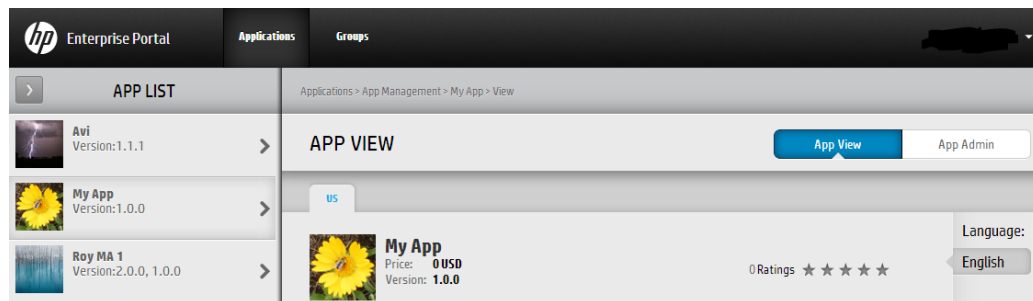 hp Enterprise Portal Applications Groups
APP LIST
Applications > App Management > My App > View
Avi
Version:1.1.1
APP VIEW
App View
App Admin
My App
Version:1.0.0
US
Roy MA 1
Version:2.0.0, 1.0.0
My App
Price: 0 USD
Version: 1.0.0
0 Ratings
Language:
English